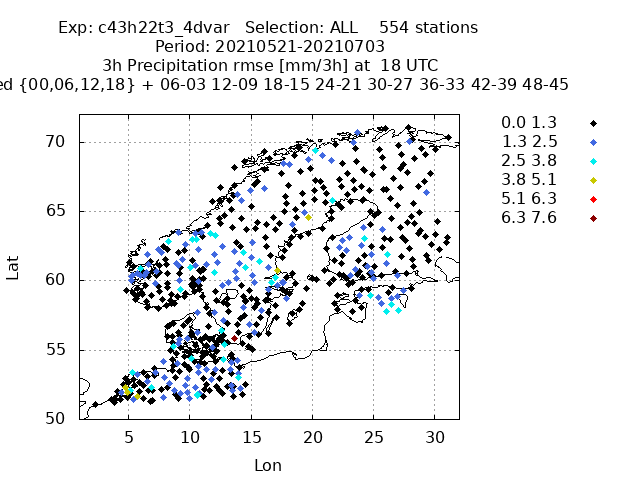 Exp: c43h22t3_4dvar   Selection: ALL    554 stations
Period: 20210521-20210703
3h Precipitation rmse [mm/3h] at  18 UTC
{00,06,12,18} + 06-03 12-09 18-15 24-21 30-27 36-33 42-39 48-45
0.0 1.3
1.3 2.5
2.5 3.8
3.8 5.1
5.1 6.3
6.3 7.6
70
65
60
55
50
Lat
5 10 15 20 25 30
Lon